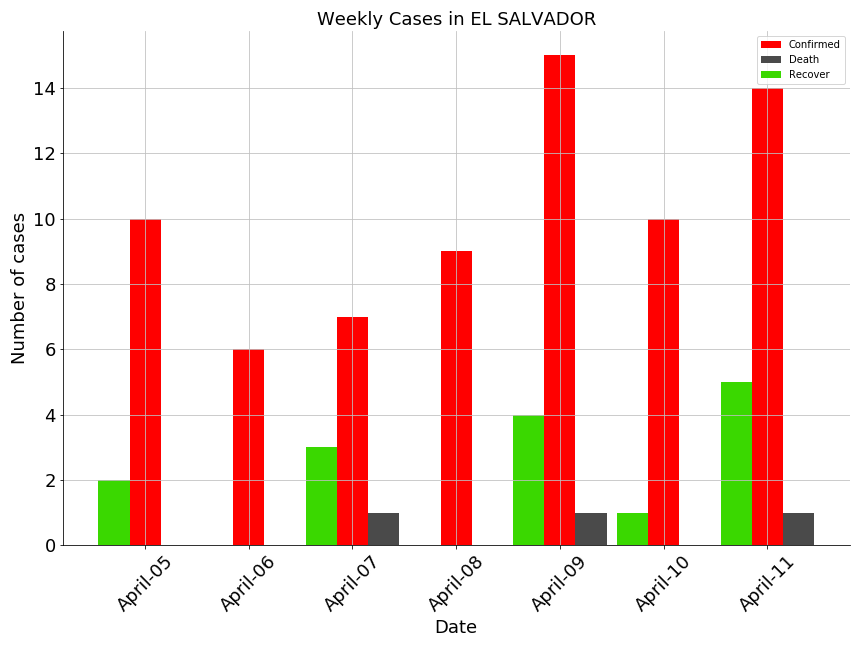 Weekly Cases in EL SALVADOR
Confirmed
Death
Recover
Number of cases
14
12
10
8
6
4
2
0
April-05
April-06
April-07
April-08
April-09
April-10
April-11
Date